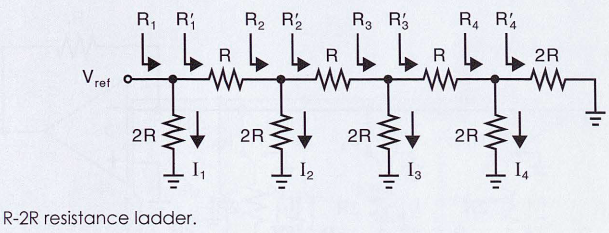 R₁ R′₁ R₂ R′₂ R₃ R′₃ R₄ R′₄
R R R 2R
V_ref
2R 2R 2R 2R
I₁ I₂ I₃ I₄
R-2R resistance ladder.